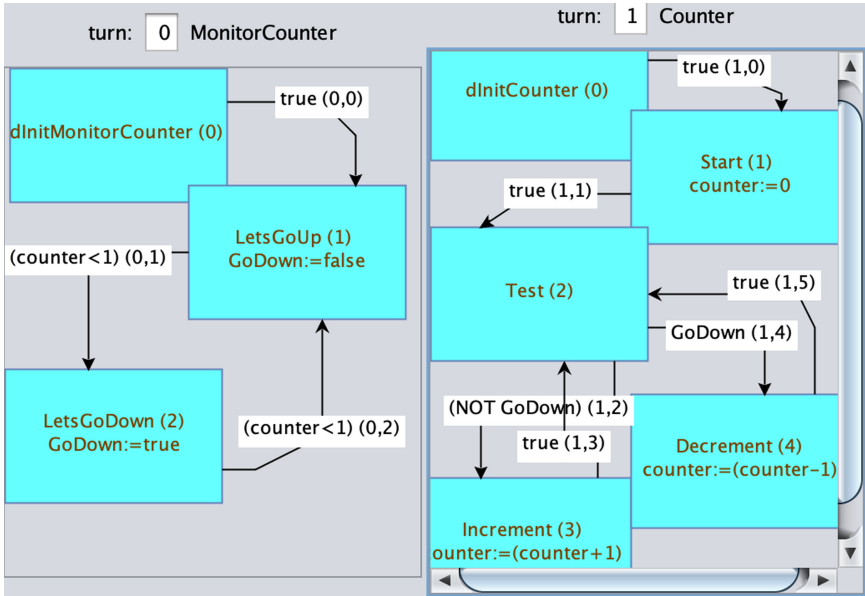 turn: 0 MonitorCounter
dInitMonitorCounter (0)
true (0,0)
LetsGoUp (1)
GoDown:=false
(counter<1) (0,1)
LetsGoDown (2)
GoDown:=true
(counter<1) (0,2)
turn: 1 Counter
dInitCounter (0)
true (1,0)
Start (1)
counter:=0
true (1,1)
Test (2)
true (1,5)
GoDown (1,4)
(NOT GoDown) (1,2)
true (1,3)
Decrement (4)
counter:=(counter-1)
Increment (3)
ounter:=(counter+1)